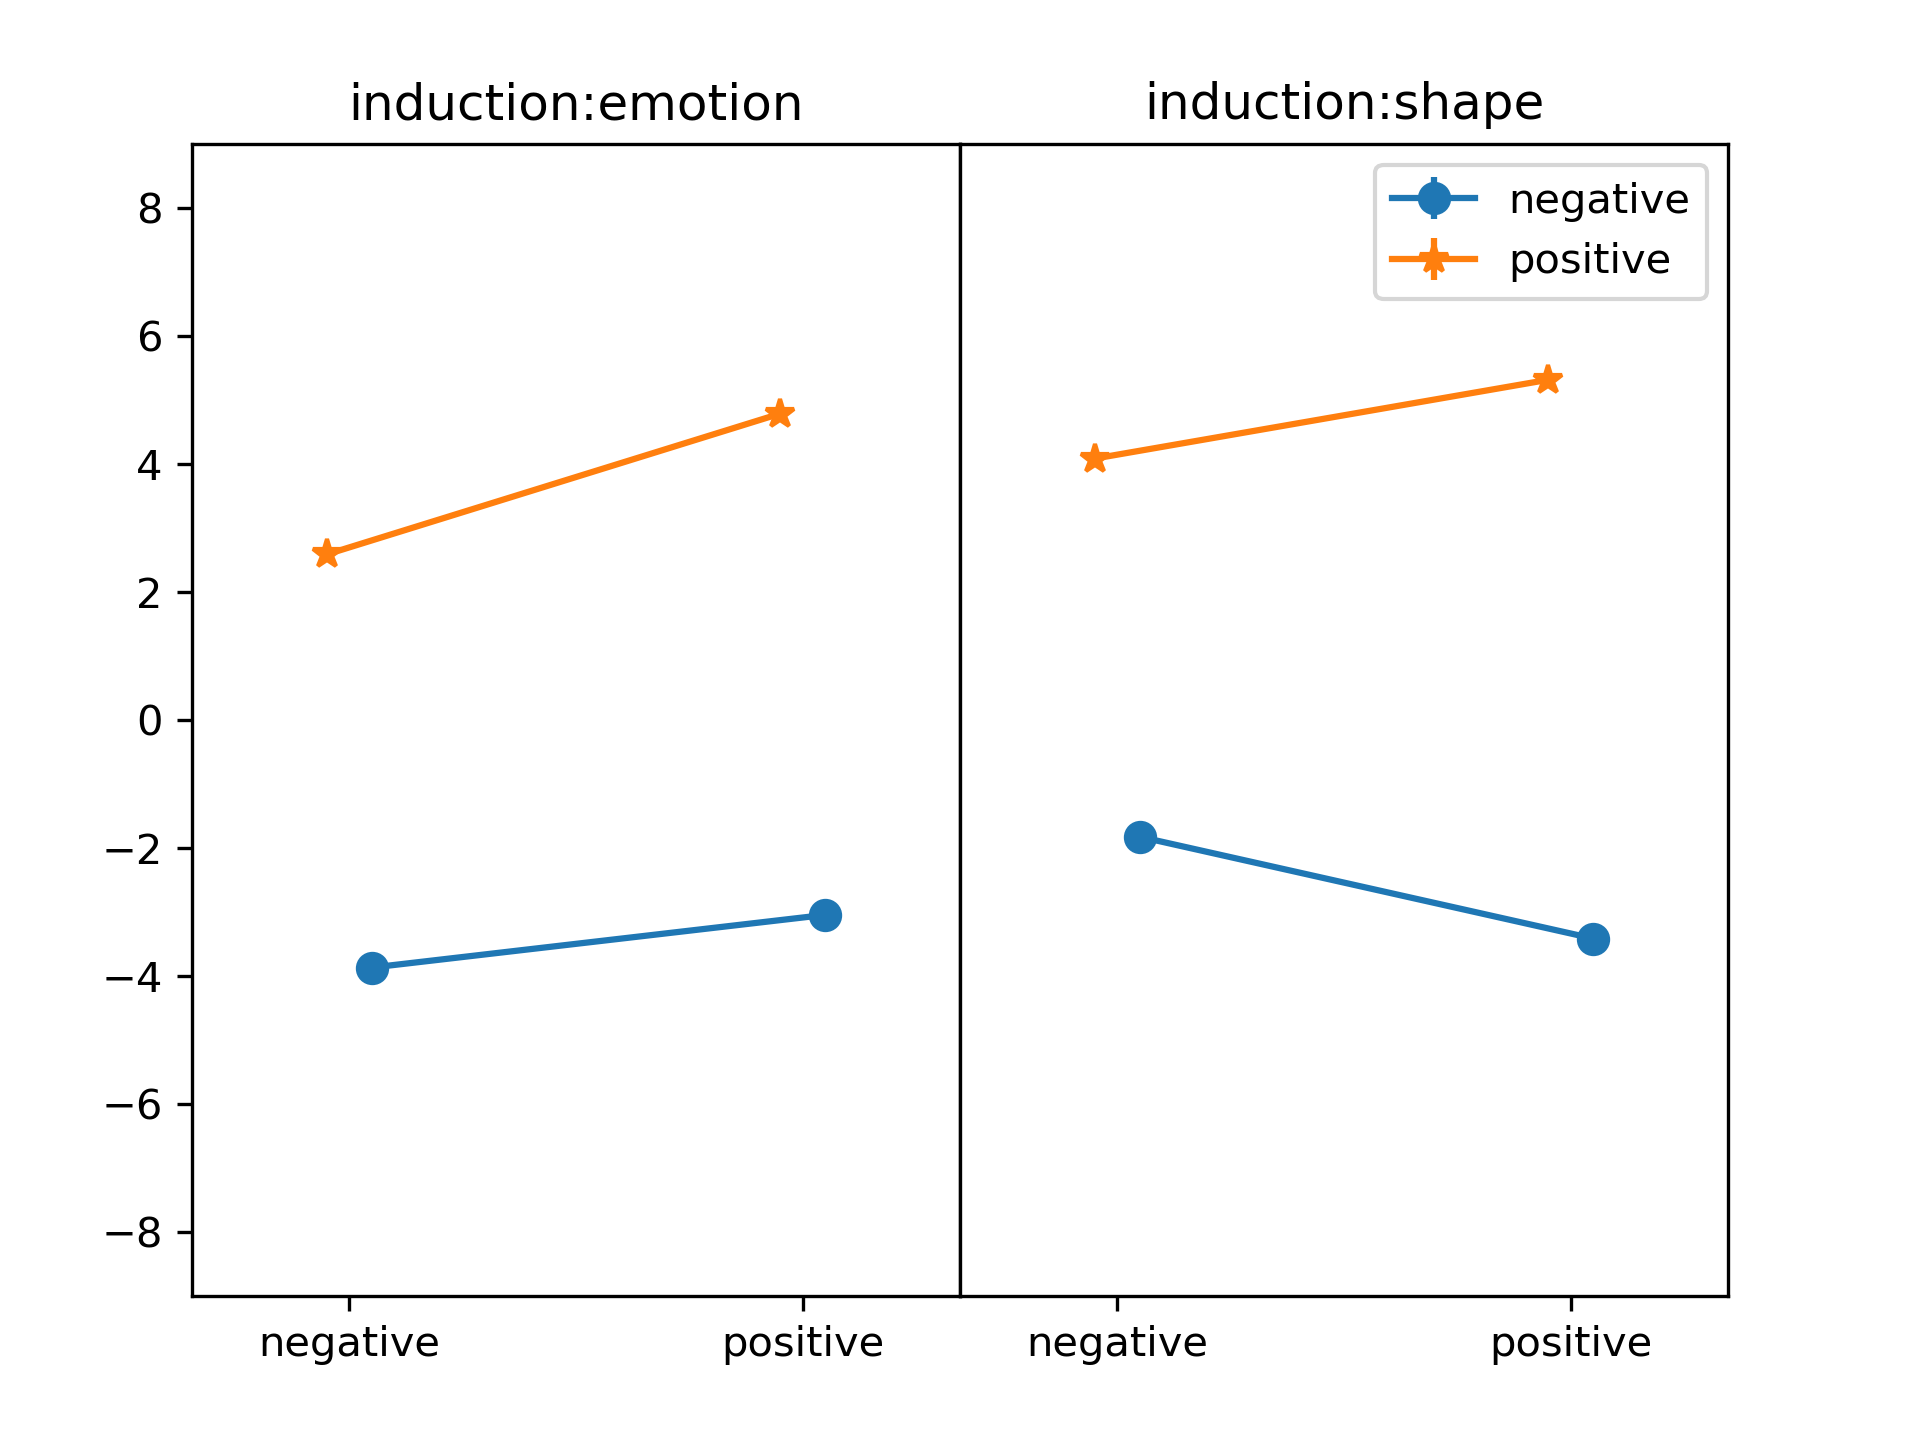 induction:emotion
induction:shape
negative
positive
8
6
4
2
0
−2
−4
−6
−8
negative
positive
negative
positive